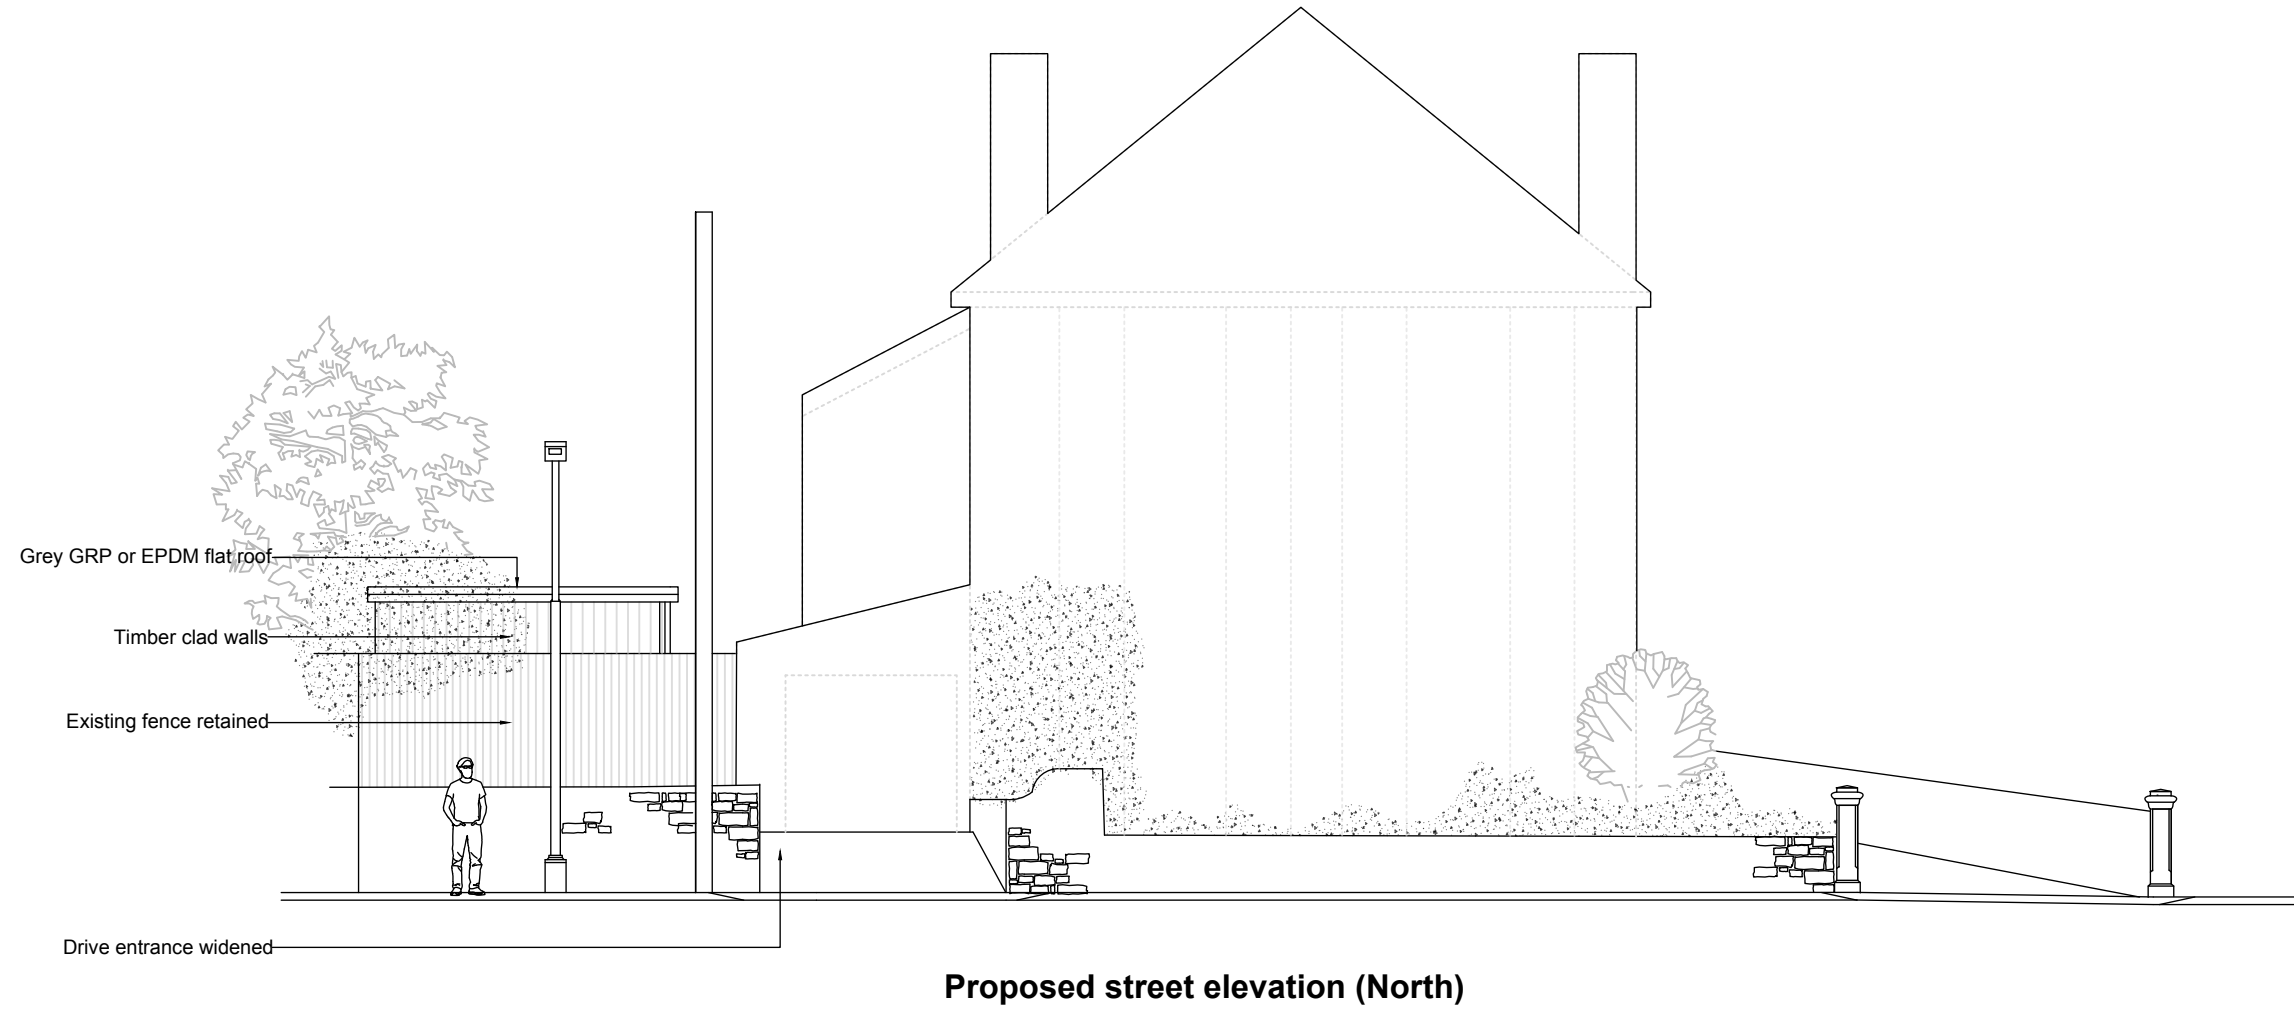 Grey GRP or EPDM flat roof
Timber clad walls
Existing fence retained
Drive entrance widened
Proposed street elevation (North)